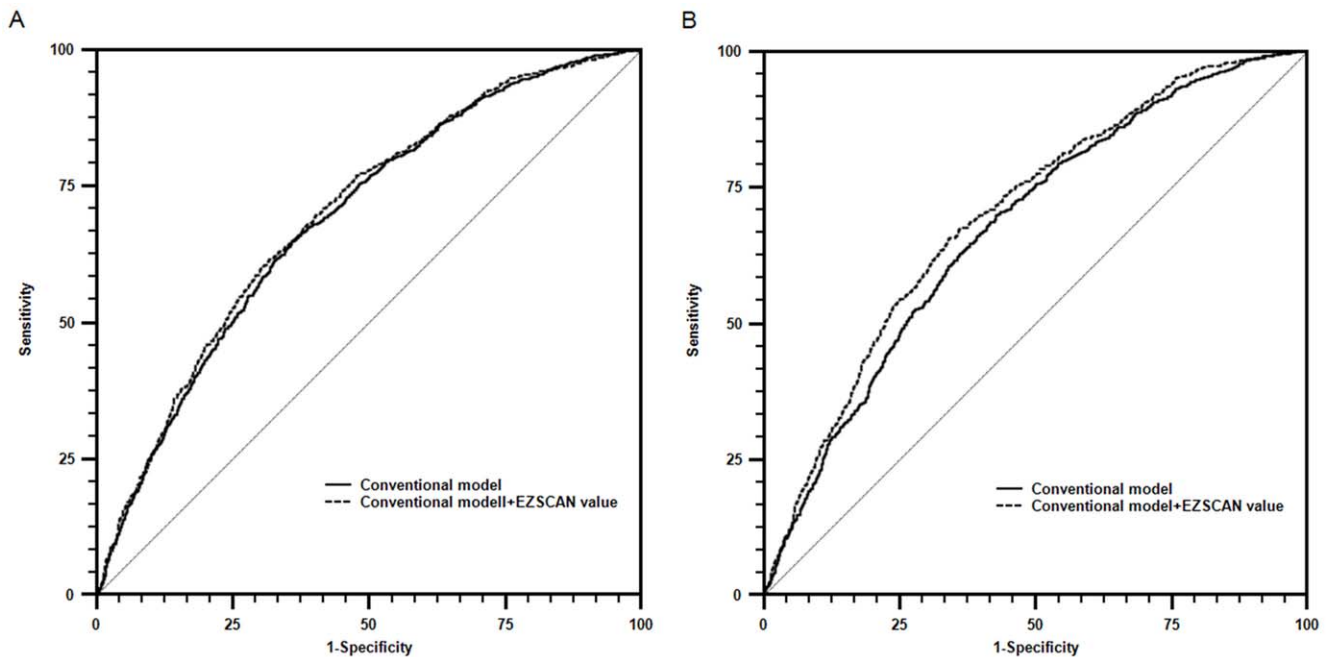 A
100
75
50
25
0
Sensitivity
Conventional model
Conventional modell+EZSCAN value
0 25 50 75 100
1-Specificity
B
100
75
50
25
0
Sensitivity
Conventional model
Conventional model+EZSCAN value
0 25 50 75 100
1-Specificity